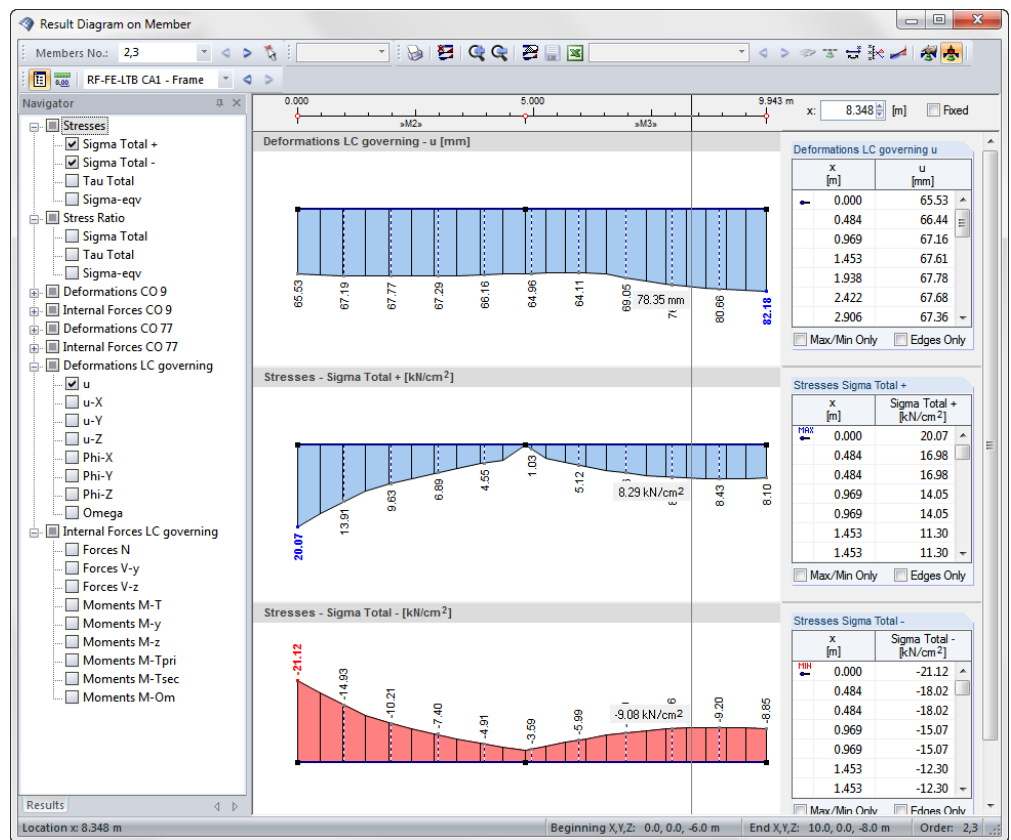 Result Diagram on Member
Members No.: 2,3
RF-FE-LTB CA1 - Frame
Navigator
Stresses
Sigma Total +
Sigma Total -
Tau Total
Sigma-eqv
Stress Ratio
Sigma Total
Tau Total
Sigma-eqv
Deformations CO 9
Internal Forces CO 9
Deformations CO 77
Internal Forces CO 77
Deformations LC governing
u
u-X
u-Y
u-Z
Phi-X
Phi-Y
Phi-Z
Omega
Internal Forces LC governing
Forces N
Forces V-y
Forces V-z
Moments M-T
Moments M-y
Moments M-z
Moments M-Tpri
Moments M-Tsec
Moments M-Om
Results
0.000 5.000 9.943 m
»M2» »M3»
x: 8.348 [m] Fixed
Deformations LC governing - u [mm]
65.53 67.19 67.77 67.29 66.16 64.96 64.11 69.05 80.66 82.18
78.35 mm
Stresses - Sigma Total + [kN/cm²]
20.07 13.91 9.63 6.89 4.55 1.03 5.12 8.43 8.10
8.29 kN/cm²
Stresses - Sigma Total - [kN/cm²]
-21.12 -14.93 -10.21 -7.40 -4.91 -3.59 -5.99 -9.20 -8.85
-9.08 kN/cm²
Deformations LC governing u
x u
[m] [mm]
0.000 65.53
0.484 66.44
0.969 67.16
1.453 67.61
1.938 67.78
2.422 67.68
2.906 67.36
Max/Min Only Edges Only
Stresses Sigma Total +
x Sigma Total +
[m] [kN/cm²]
MAX 0.000 20.07
0.484 16.98
0.484 16.98
0.969 14.05
0.969 14.05
1.453 11.30
1.453 11.30
Max/Min Only Edges Only
Stresses Sigma Total -
x Sigma Total -
[m] [kN/cm²]
MIN 0.000 -21.12
0.484 -18.02
0.484 -18.02
0.969 -15.07
0.969 -15.07
1.453 -12.30
1.453 -12.30
Max/Min Only Edges Only
Location x: 8.348 m Beginning X,Y,Z: 0.0, 0.0, -6.0 m End X,Y,Z: 10.0, 0.0, -8.0 m Order: 2,3